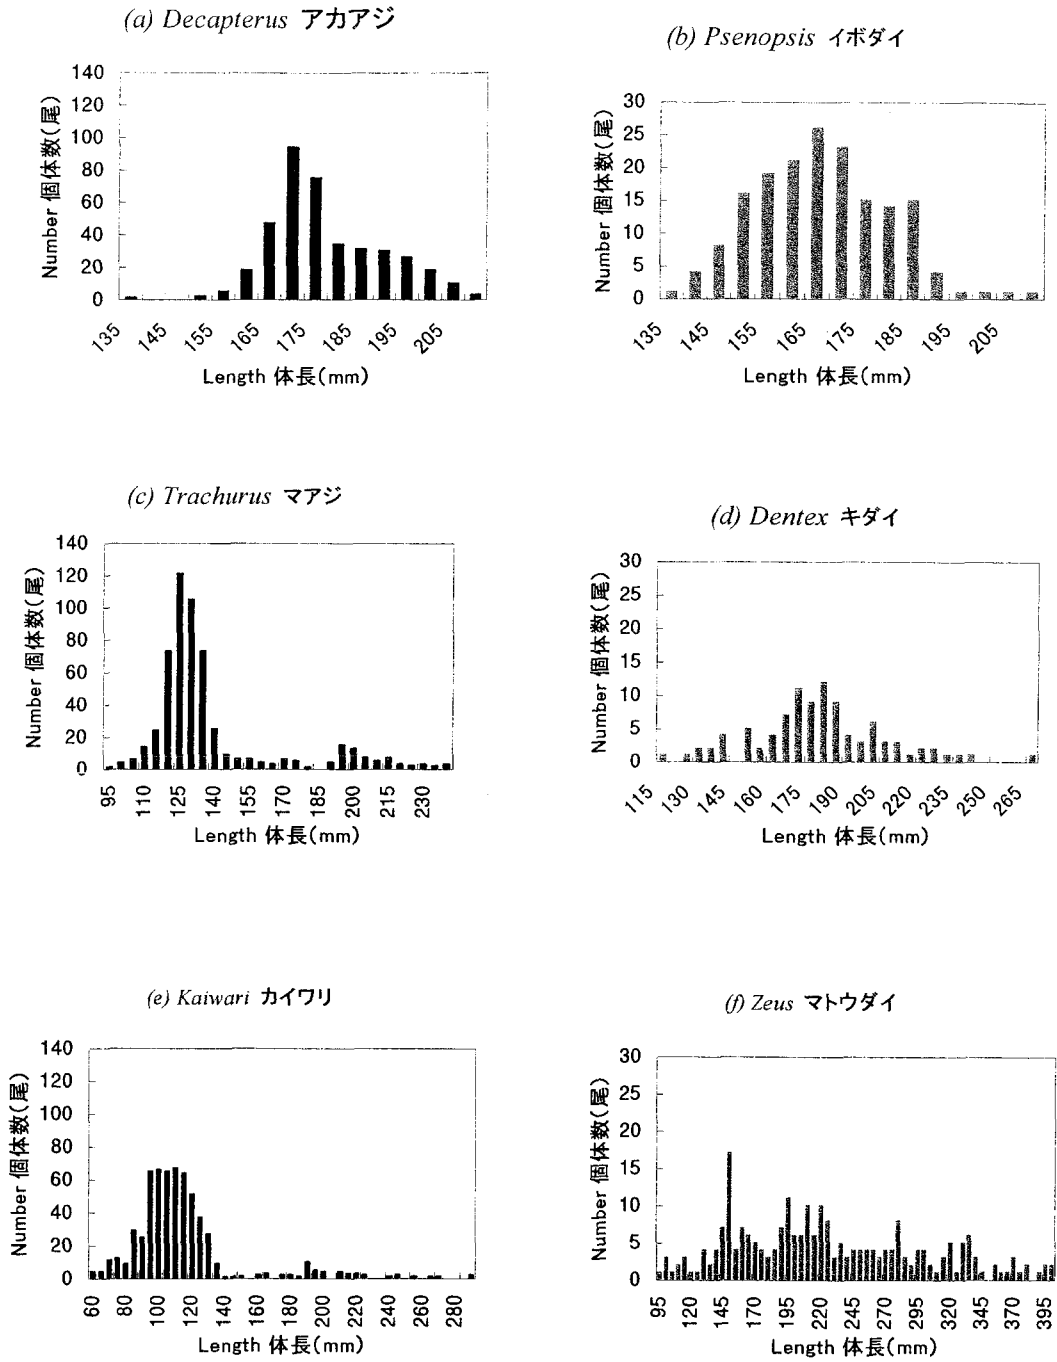 (a) Decapterus アカアジ
140
120
100
80
60
40
20
0
Number 個体数(尾)
135 145 155 165 175 185 195 205
Length 体長(mm)
(b) Psenopsis イボダイ
30
25
20
15
10
5
0
Number 個体数(尾)
135 145 155 165 175 185 195 205
Length 体長(mm)
(c) Trachurus マアジ
140
120
100
80
60
40
20
0
Number 個体数(尾)
95 110 125 140 155 170 185 200 215 230
Length 体長(mm)
(d) Dentex キダイ
30
25
20
15
10
5
0
Number 個体数(尾)
115 130 145 160 175 190 205 220 235 250 265
Length 体長(mm)
(e) Kaiwari カイワリ
140
120
100
80
60
40
20
0
Number 個体数(尾)
60 80 100 120 140 160 180 200 220 240 260 280
Length 体長(mm)
(f) Zeus マトウダイ
30
25
20
15
10
5
0
Number 個体数(尾)
95 120 145 170 195 220 245 270 295 320 345 370 395
Length 体長(mm)